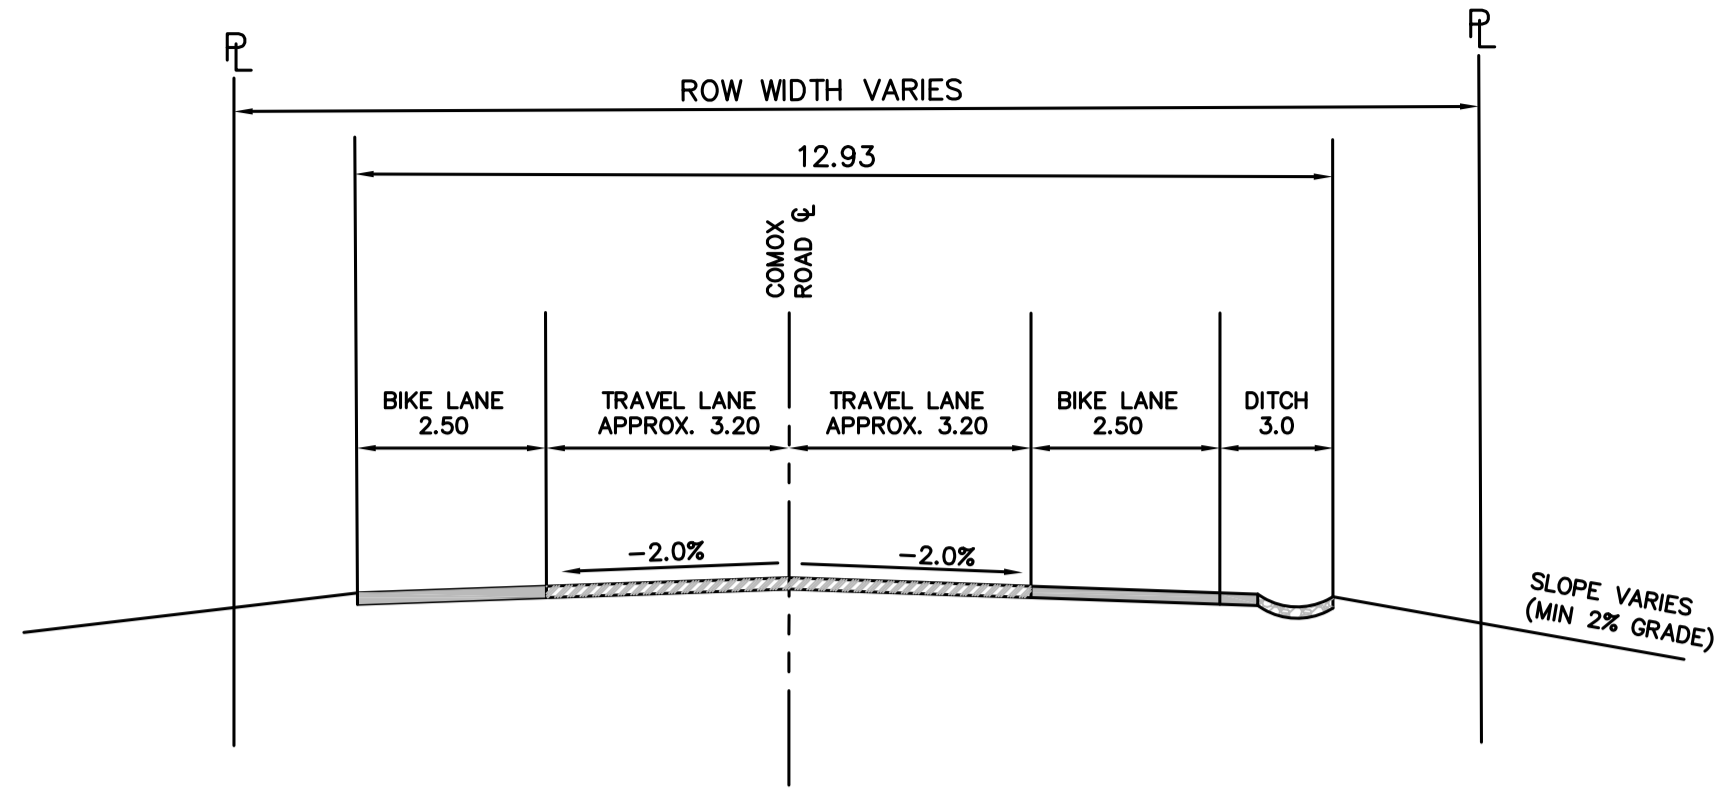 PL
PL
ROW WIDTH VARIES
12.93
COMOX
ROAD CL
BIKE LANE
2.50
TRAVEL LANE
APPROX. 3.20
TRAVEL LANE
APPROX. 3.20
BIKE LANE
2.50
DITCH
3.0
-2.0%
-2.0%
SLOPE VARIES
(MIN 2% GRADE)